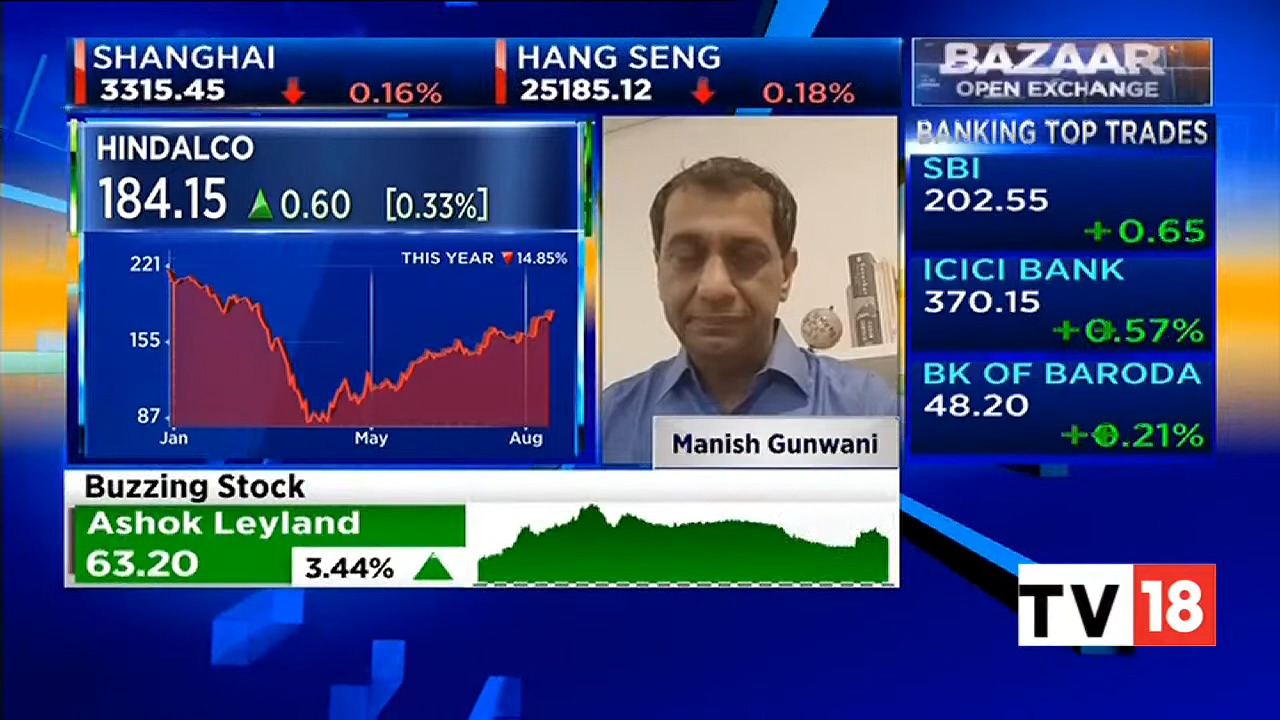 SHANGHAI
3315.45 0.16%
HANG SENG
25185.12 0.18%
BAZAAR
OPEN EXCHANGE
HINDALCO
184.15 0.60 [0.33%]
THIS YEAR 14.85%
221
155
87
Jan May Aug
Manish Gunwani
BANKING TOP TRADES
SBI
202.55
+0.65
ICICI BANK
370.15
+0.57%
BK OF BARODA
48.20
+0.21%
Buzzing Stock
Ashok Leyland
63.20
3.44%
TV18